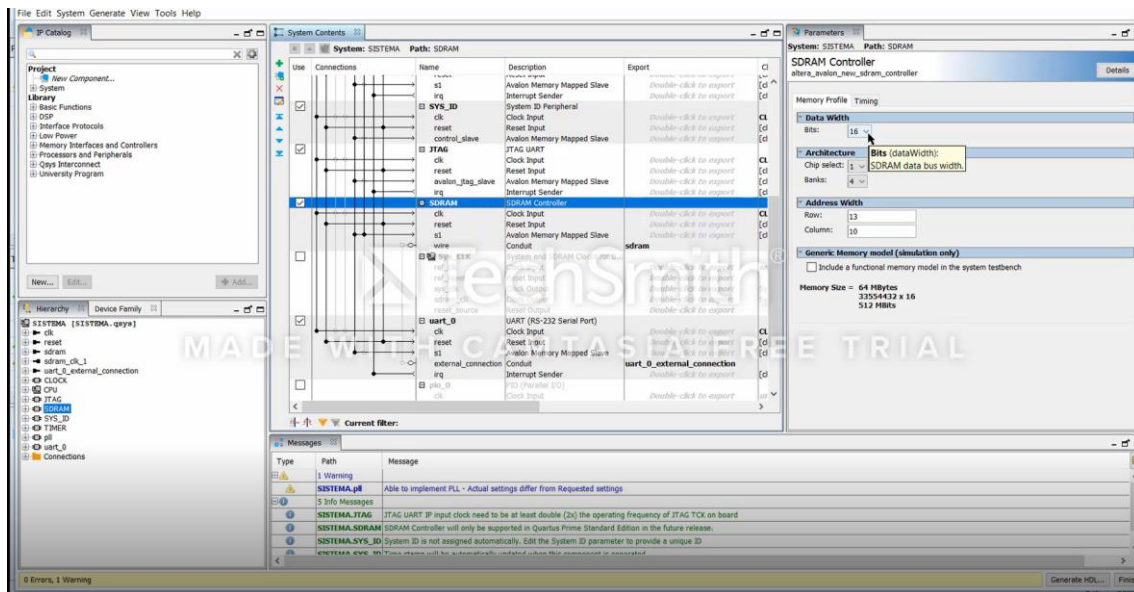 File Edit System Generate View Tools Help
IP Catalog
Project
New Component...
System
Library
Basic Functions
DSP
Interface Protocols
Low Power
Memory Interfaces and Controllers
Processors and Peripherals
Qsys Interconnect
University Program
New... Edit... Add...
Hierarchy Device Family
SISTEMA [SISTEMA.qsys]
clk
reset
sdram
sdram_clk_1
uart_0_external_connection
CLOCK
CPU
JTAG
SDRAM
SYS_ID
TIMER
pll
uart_0
Connections
System Contents
System: SISTEMA Path: SDRAM
Use Connections Name Description Export
s1 Avalon Memory Mapped Slave Double-click to export
irq Interrupt Sender Double-click to export
SYS_ID System ID Peripheral
clk Clock Input Double-click to export
reset Reset Input Double-click to export
control_slave Avalon Memory Mapped Slave Double-click to export
JTAG JTAG UART
clk Clock Input Double-click to export
reset Reset Input Double-click to export
avalon_jtag_slave Avalon Memory Mapped Slave Double-click to export
irq Interrupt Sender Double-click to export
SDRAM SDRAM Controller
clk Clock Input Double-click to export
reset Reset Input Double-click to export
s1 Avalon Memory Mapped Slave Double-click to export
wire Conduit sdram
uart_0 UART (RS-232 Serial Port)
clk Clock Input Double-click to export
reset Reset Input Double-click to export
s1 Avalon Memory Mapped Slave Double-click to export
external_connection Conduit uart_0_external_connection
irq Interrupt Sender Double-click to export
pio_0 PIO (Parallel I/O)
clk Clock Input Double-click to export
Current filter:
Parameters
System: SISTEMA Path: SDRAM
SDRAM Controller
altera_avalon_new_sdram_controller
Details
Memory Profile Timing
Data Width
Bits: 16
Architecture
Bits (dataWidth):
Chip select: 1
SDRAM data bus width.
Banks: 4
Address Width
Row: 13
Column: 10
Generic Memory model (simulation only)
Include a functional memory model in the system testbench
Memory Size = 64 MBytes
33554432 x 16
512 MBits
TechSmith®
MADE WITH CAMTASIA FREE TRIAL
Messages
Type Path Message
1 Warning
SISTEMA.pll Able to implement PLL - Actual settings differ from Requested settings
5 Info Messages
SISTEMA.JTAG JTAG UART IP input clock need to be at least double (2x) the operating frequency of JTAG TCK on board
SISTEMA.SDRAM SDRAM Controller will only be supported in Quartus Prime Standard Edition in the future release.
SISTEMA.SYS_ID System ID is not assigned automatically. Edit the System ID parameter to provide a unique ID
SISTEMA.SYS_ID Time stamp will be automatically updated when this component is generated.
0 Errors, 1 Warning
Generate HDL...